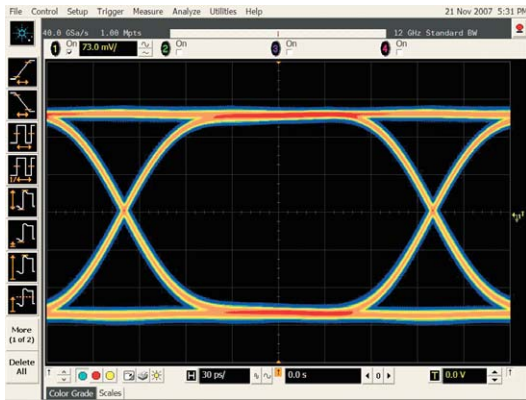 File Control Setup Trigger Measure Analyze Utilities Help 21 Nov 2007 5:31 PM
40.0 GSa/s 1.00 Mpts 12 GHz Standard BW
1 On 73.0 mV/ 2 On 3 On 4 On
More
(1 of 2)
Delete
All
H 30 ps/ 0.0 s 0 T 0.0 V
Color Grade Scales